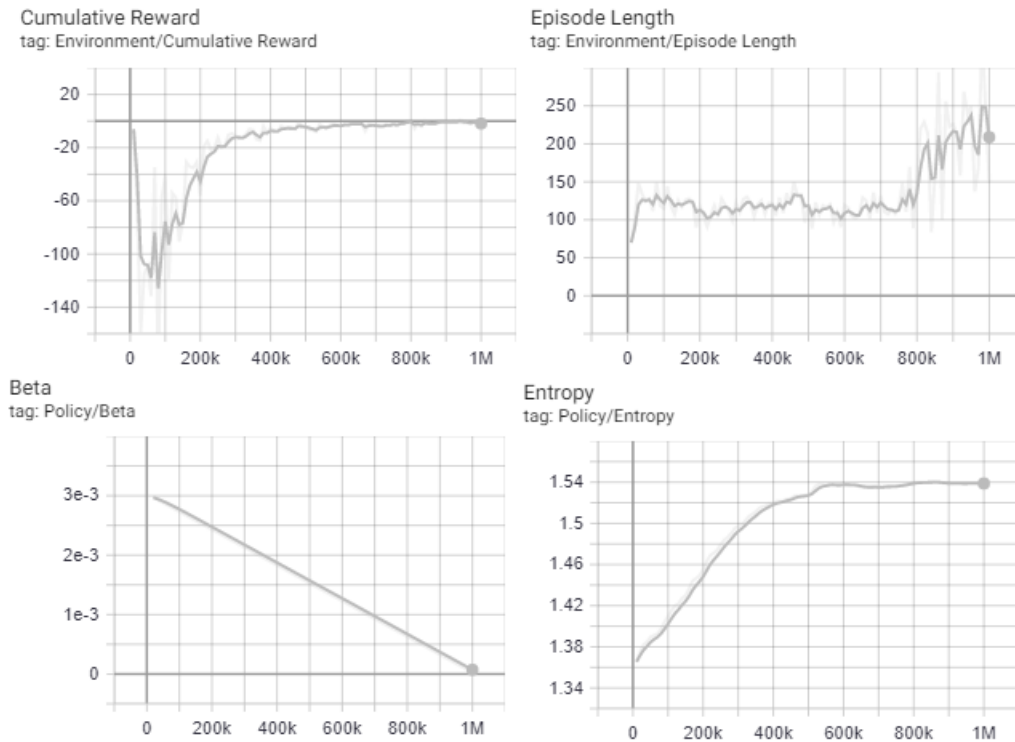 Cumulative Reward
tag: Environment/Cumulative Reward
20
-20
-60
-100
-140
0 200k 400k 600k 800k 1M
Episode Length
tag: Environment/Episode Length
250
200
150
100
50
0
0 200k 400k 600k 800k 1M
Beta
tag: Policy/Beta
3e-3
2e-3
1e-3
0
0 200k 400k 600k 800k 1M
Entropy
tag: Policy/Entropy
1.54
1.5
1.46
1.42
1.38
1.34
0 200k 400k 600k 800k 1M